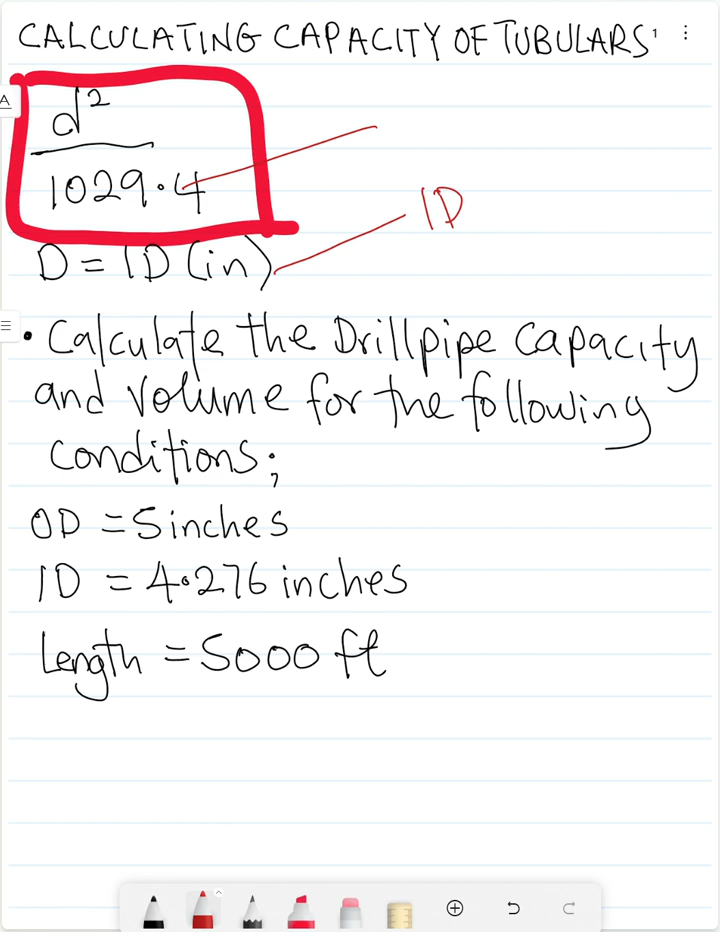 CALCULATING CAPACITY OF TUBULARS'
A
d²
1029.4
ID
D = ID (in)
• Calculate the Drillpipe capacity
and volume for the following
conditions;
OD = 5 inches
ID = 4.276 inches
Length = 5000 ft